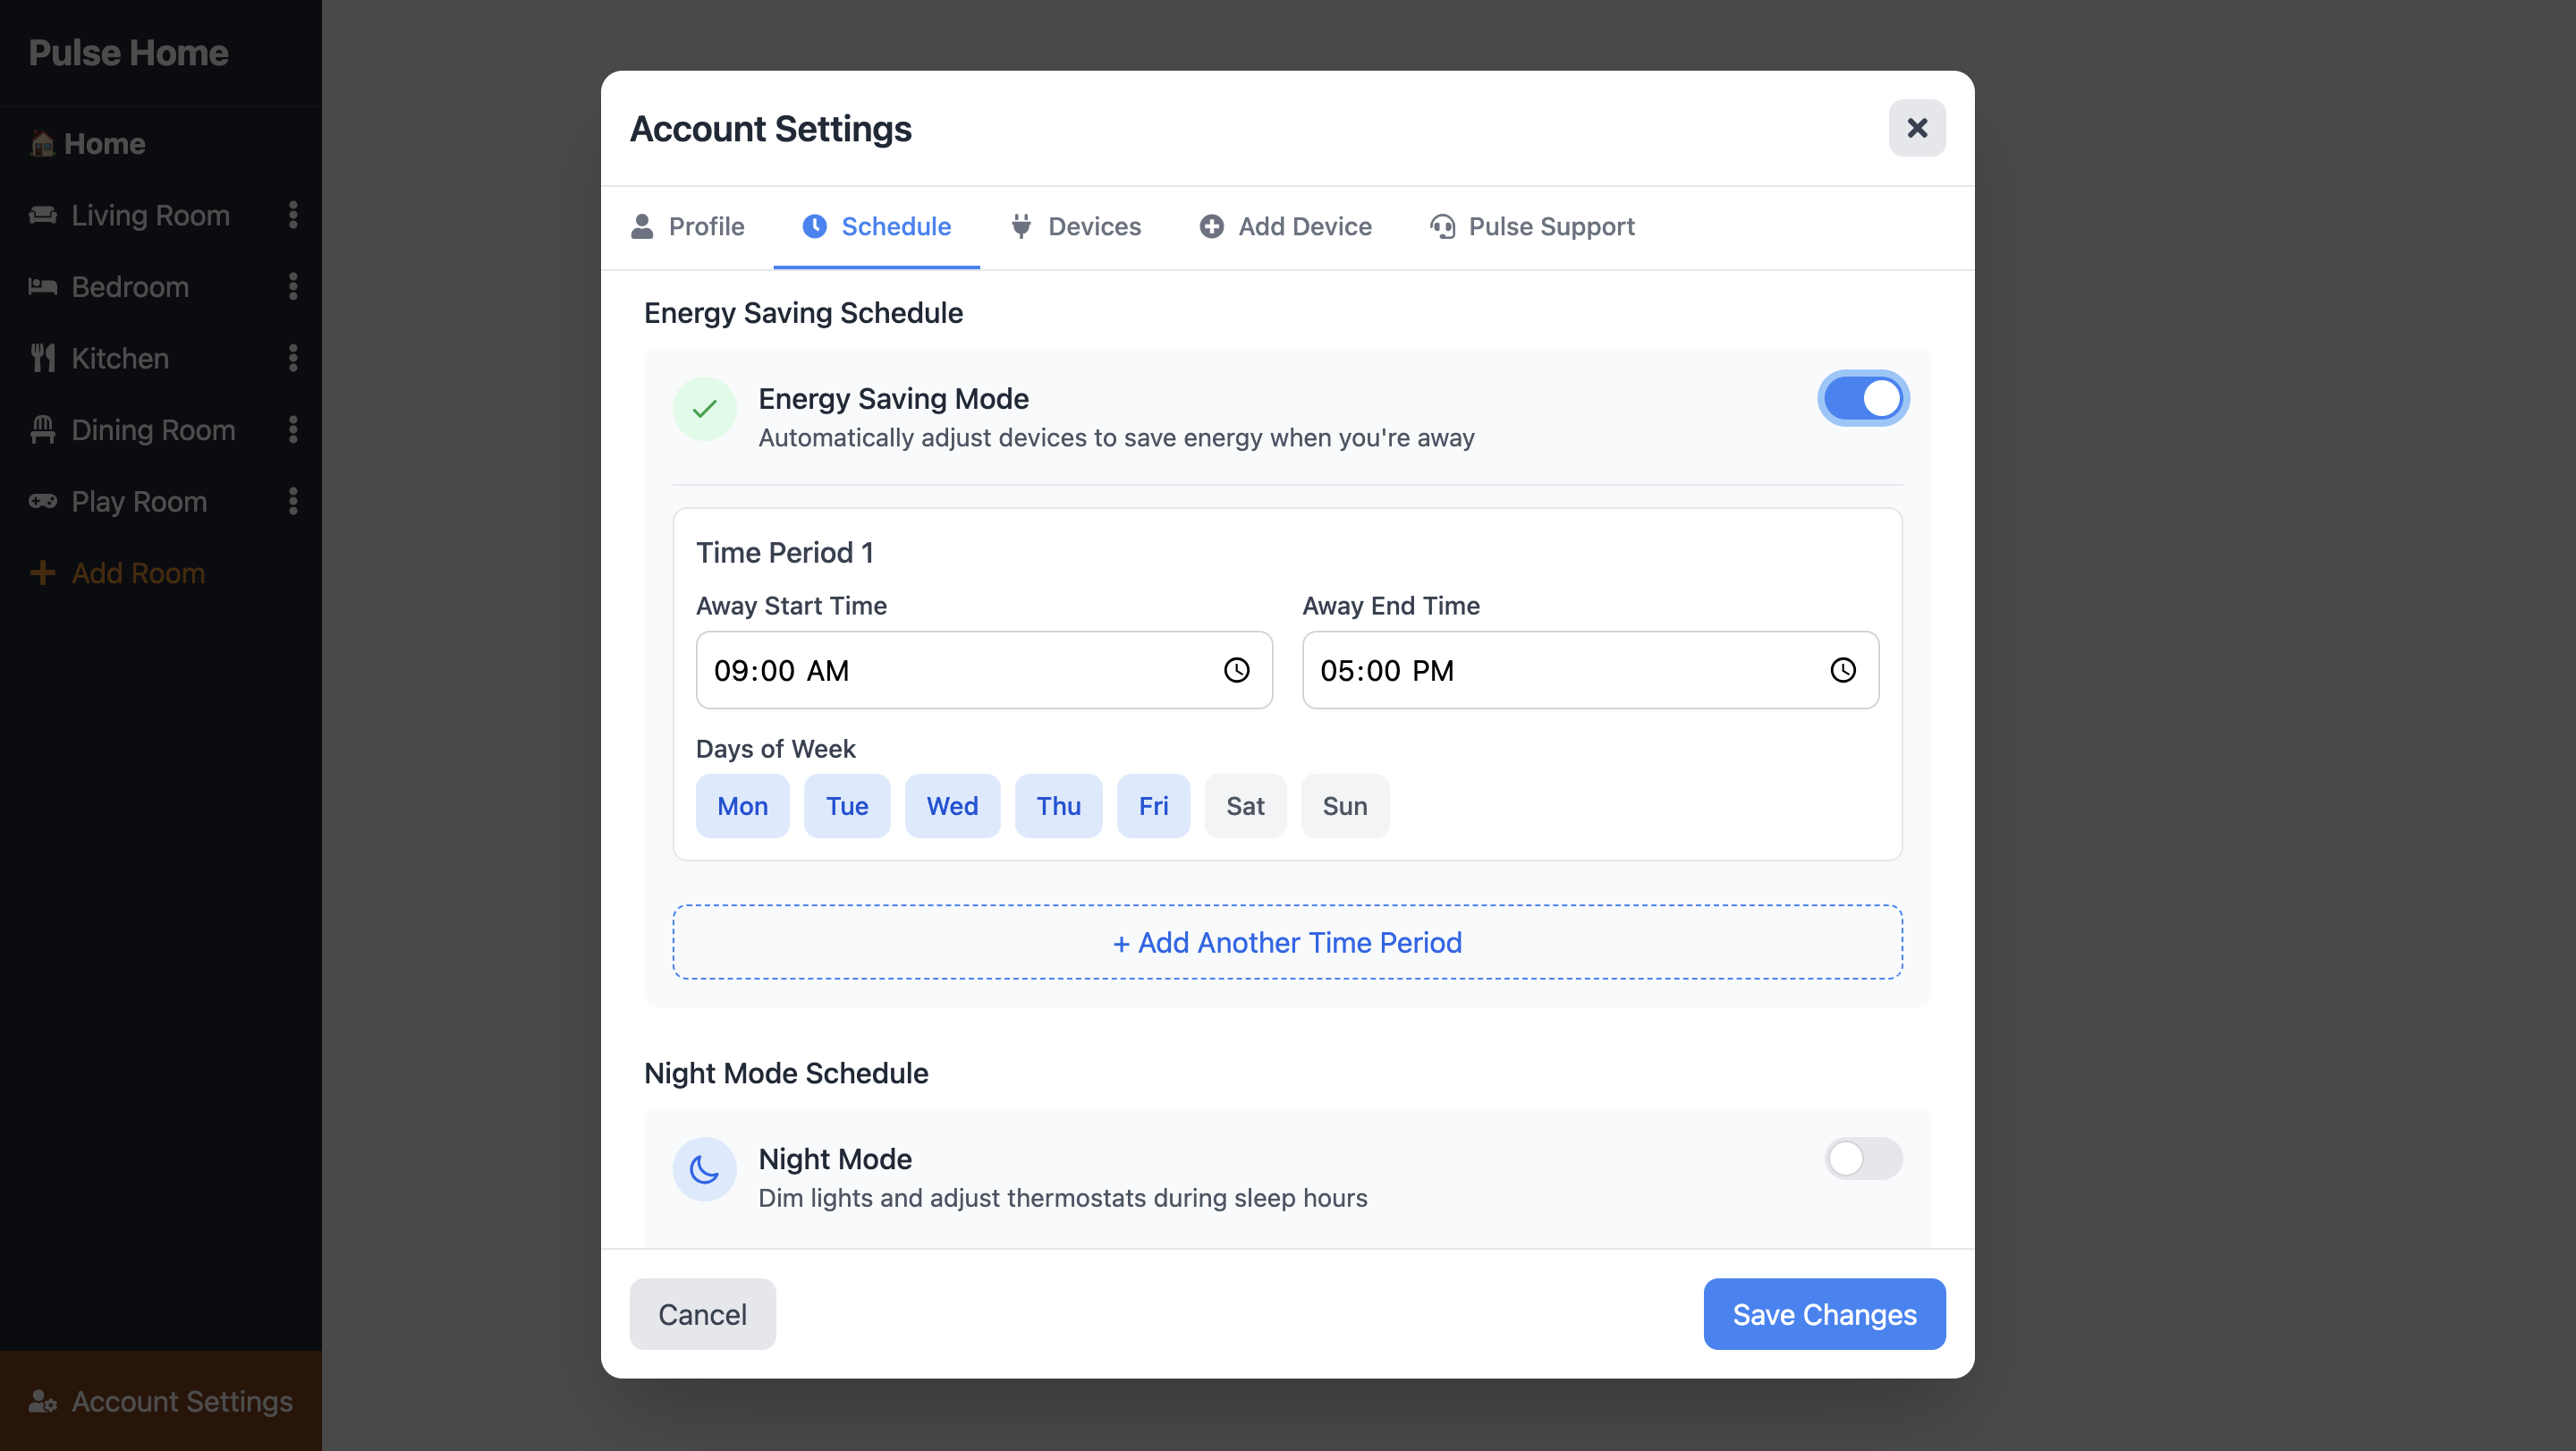 Pulse Home
Home
Living Room
Bedroom
Kitchen
Dining Room
Play Room
Add Room
Account Settings
Account Settings
Profile
Schedule
Devices
Add Device
Pulse Support
Energy Saving Schedule
Energy Saving Mode
Automatically adjust devices to save energy when you're away
Time Period 1
Away Start Time
Away End Time
09:00 AM
05:00 PM
Days of Week
Mon Tue Wed Thu Fri Sat Sun
+ Add Another Time Period
Night Mode Schedule
Night Mode
Dim lights and adjust thermostats during sleep hours
Cancel
Save Changes